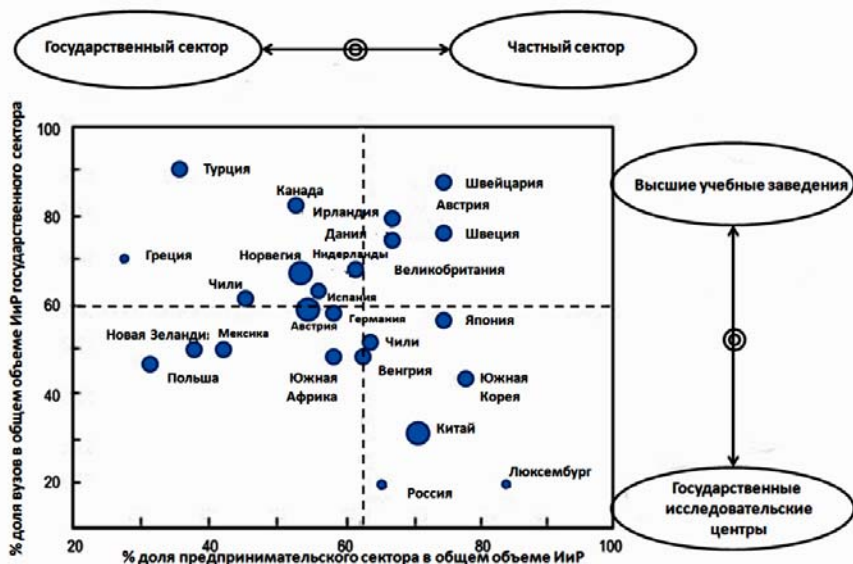 Государственный сектор
Частный сектор
% доля вузов в общем объеме ИиР государственного сектора
100
80
60
40
20
Турция
Канада
Швейцария
Ирландия
Австрия
Дания
Швеция
Греция
Норвегия
Нидерланды
Великобритания
Чили
Испания
Австрия
Германия
Япония
Новая Зеланди:
Мексика
Чили
Польша
Южная
Африка
Венгрия
Южная
Корея
Китай
Люксембург
Россия
20
40
60
80
100
% доля предпринимательского сектора в общем объеме ИиР
Высшие учебные заведения
Государственные
исследовательские
центры